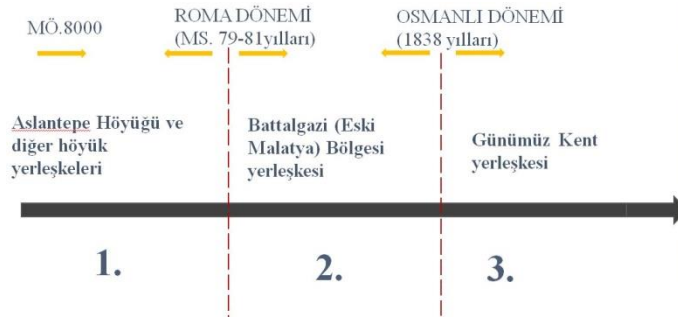 MÖ.8000
ROMA DÖNEMİ
(MS. 79-81yılları)
OSMANLI DÖNEMİ
(1838 yılları)
Aslantepe Höyüğü ve
diğer höyük
yerleşkeleri
Battalgazi (Eski
Malatya) Bölgesi
yerleşkesi
Günümüz Kent
yerleşkesi
1.
2.
3.